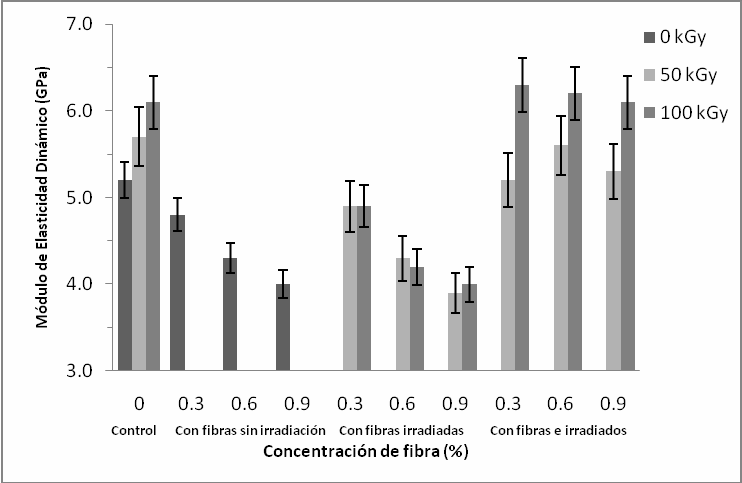 7.0
6.0
5.0
4.0
3.0
Módulo de Elasticidad Dinámico (GPa)
0 kGy
50 kGy
100 kGy
0 0.3 0.6 0.9 0.3 0.6 0.9 0.3 0.6 0.9
Control Con fibras sin irradiación Con fibras irradiadas Con fibras e irradiados
Concentración de fibra (%)